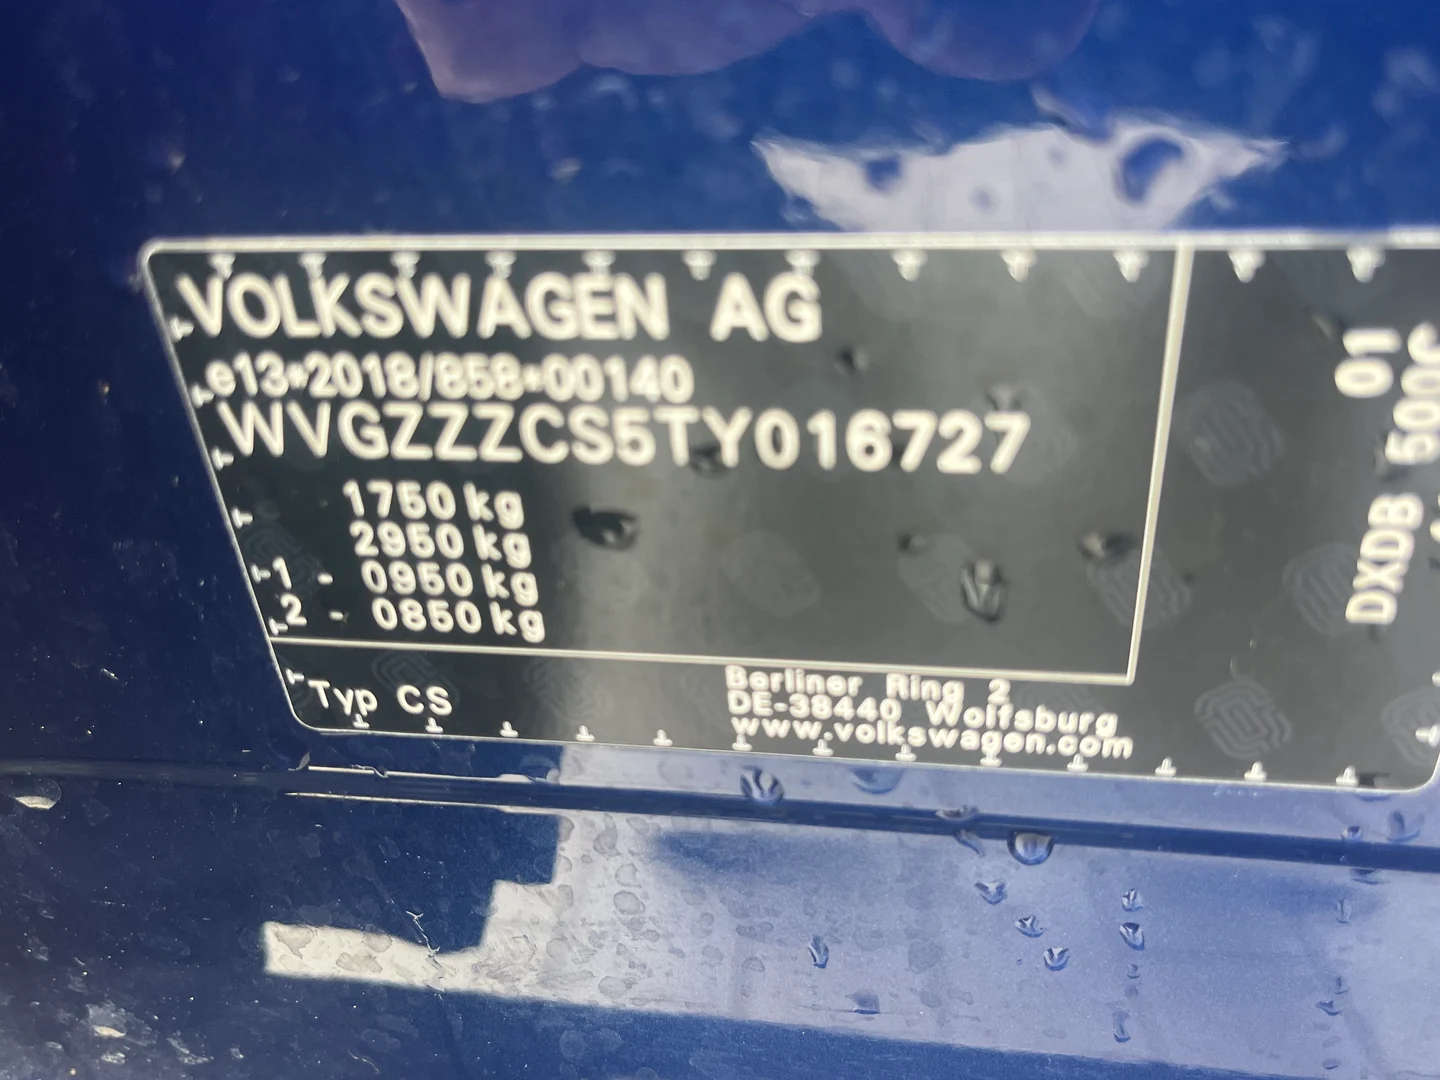 VOLKSWAGEN AG
e13*2018/858*00140
WVGZZZCS5TY016727
1750 kg
2950 kg
1 - 0950 kg
2 - 0850 kg
Typ CS
Berliner Ring 2
DE-38440 Wolfsburg
www.volkswagen.com
01
DXDB